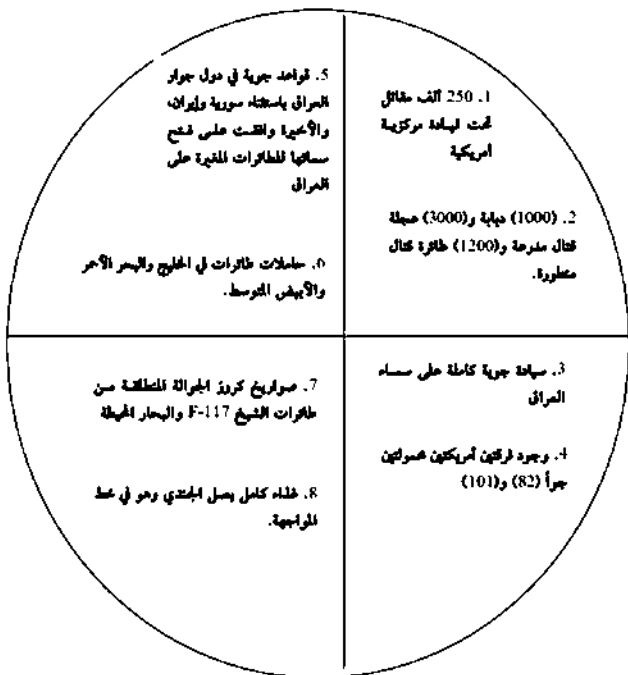 1. 250 ألف مقاتل
تحت قيادة مركزية
أمريكية
2. (1000) دبابة و(3000) عجلة
قتال مدرعة و(1200) طائرة قتال
متطورة.
3. سيادة جوية كاملة على سماء
العراق
4. وجود فرقتين أمريكتين محمولتين
جواً (82) و(101)
5. قواعد جوية في دول جوار
العراق باستثناء سورية وإيران،
والأخيرة وافقت على فتح
سمائها للطائرات المغيرة على
العراق
6. حاملات طائرات في الخليج والبحر الأحمر
والأبيض المتوسط.
7. صواريخ كروز الجوالة المنطلقة من
طائرات الشبح F-117 والبحار المحيطة
8. غذاء كامل يصل الجندي وهو في خط
المواجهة.